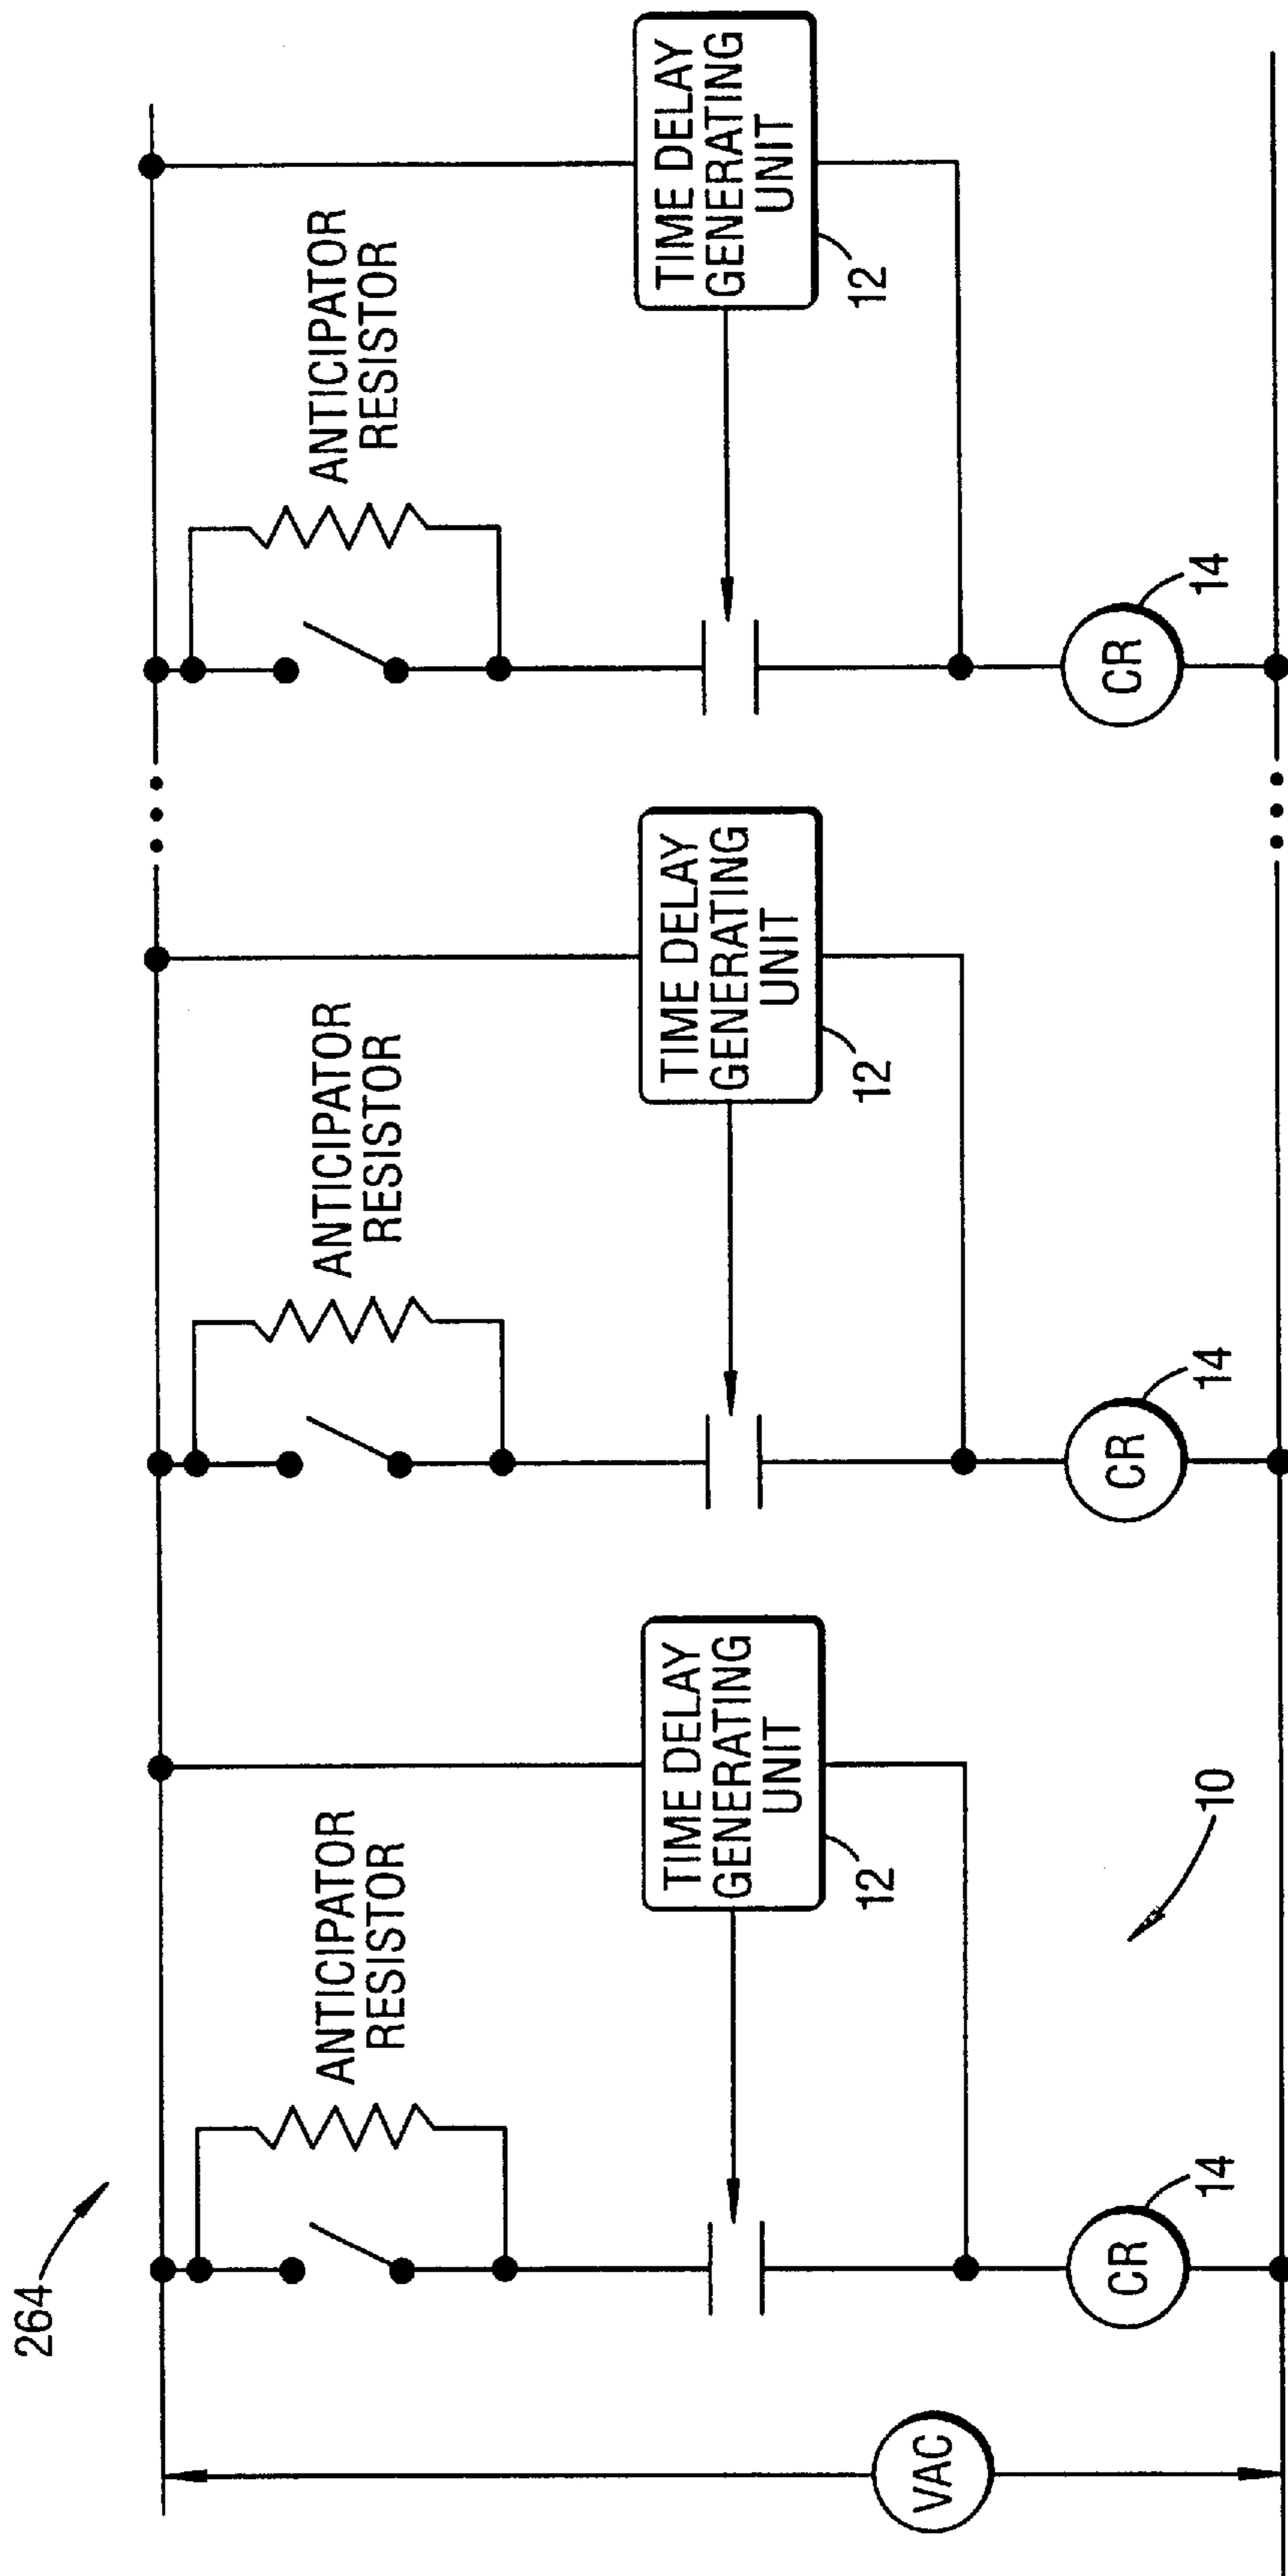 264
ANTICIPATOR
RESISTOR
ANTICIPATOR
RESISTOR
ANTICIPATOR
RESISTOR
TIME DELAY
GENERATING
UNIT
TIME DELAY
GENERATING
UNIT
TIME DELAY
GENERATING
UNIT
12
12
12
VAC
CR
14
CR
14
CR
14
10